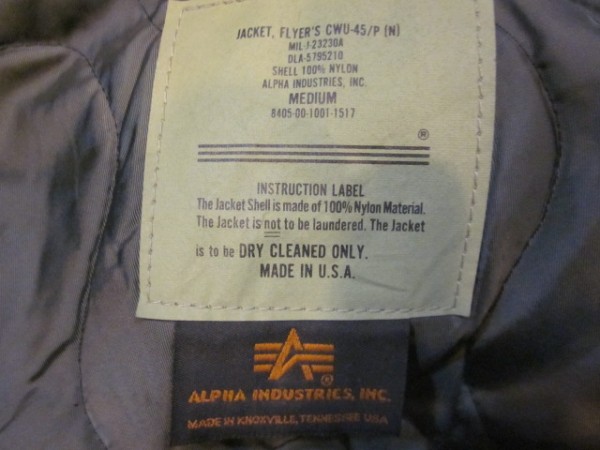 JACKET, FLYER'S CWU-45/P (N)
MIL-J-23230A
DLA-5795210
SHELL 100% NYLON
ALPHA INDUSTRIES, INC.
MEDIUM
8405-00-1001-1517
®
INSTRUCTION LABEL
The Jacket Shell is made of 100% Nylon Material.
The Jacket is not to be laundered. The Jacket
is to be DRY CLEANED ONLY.
MADE IN U.S.A.
®
ALPHA INDUSTRIES, INC.
MADE IN KNOXVILLE, TENNESSEE USA